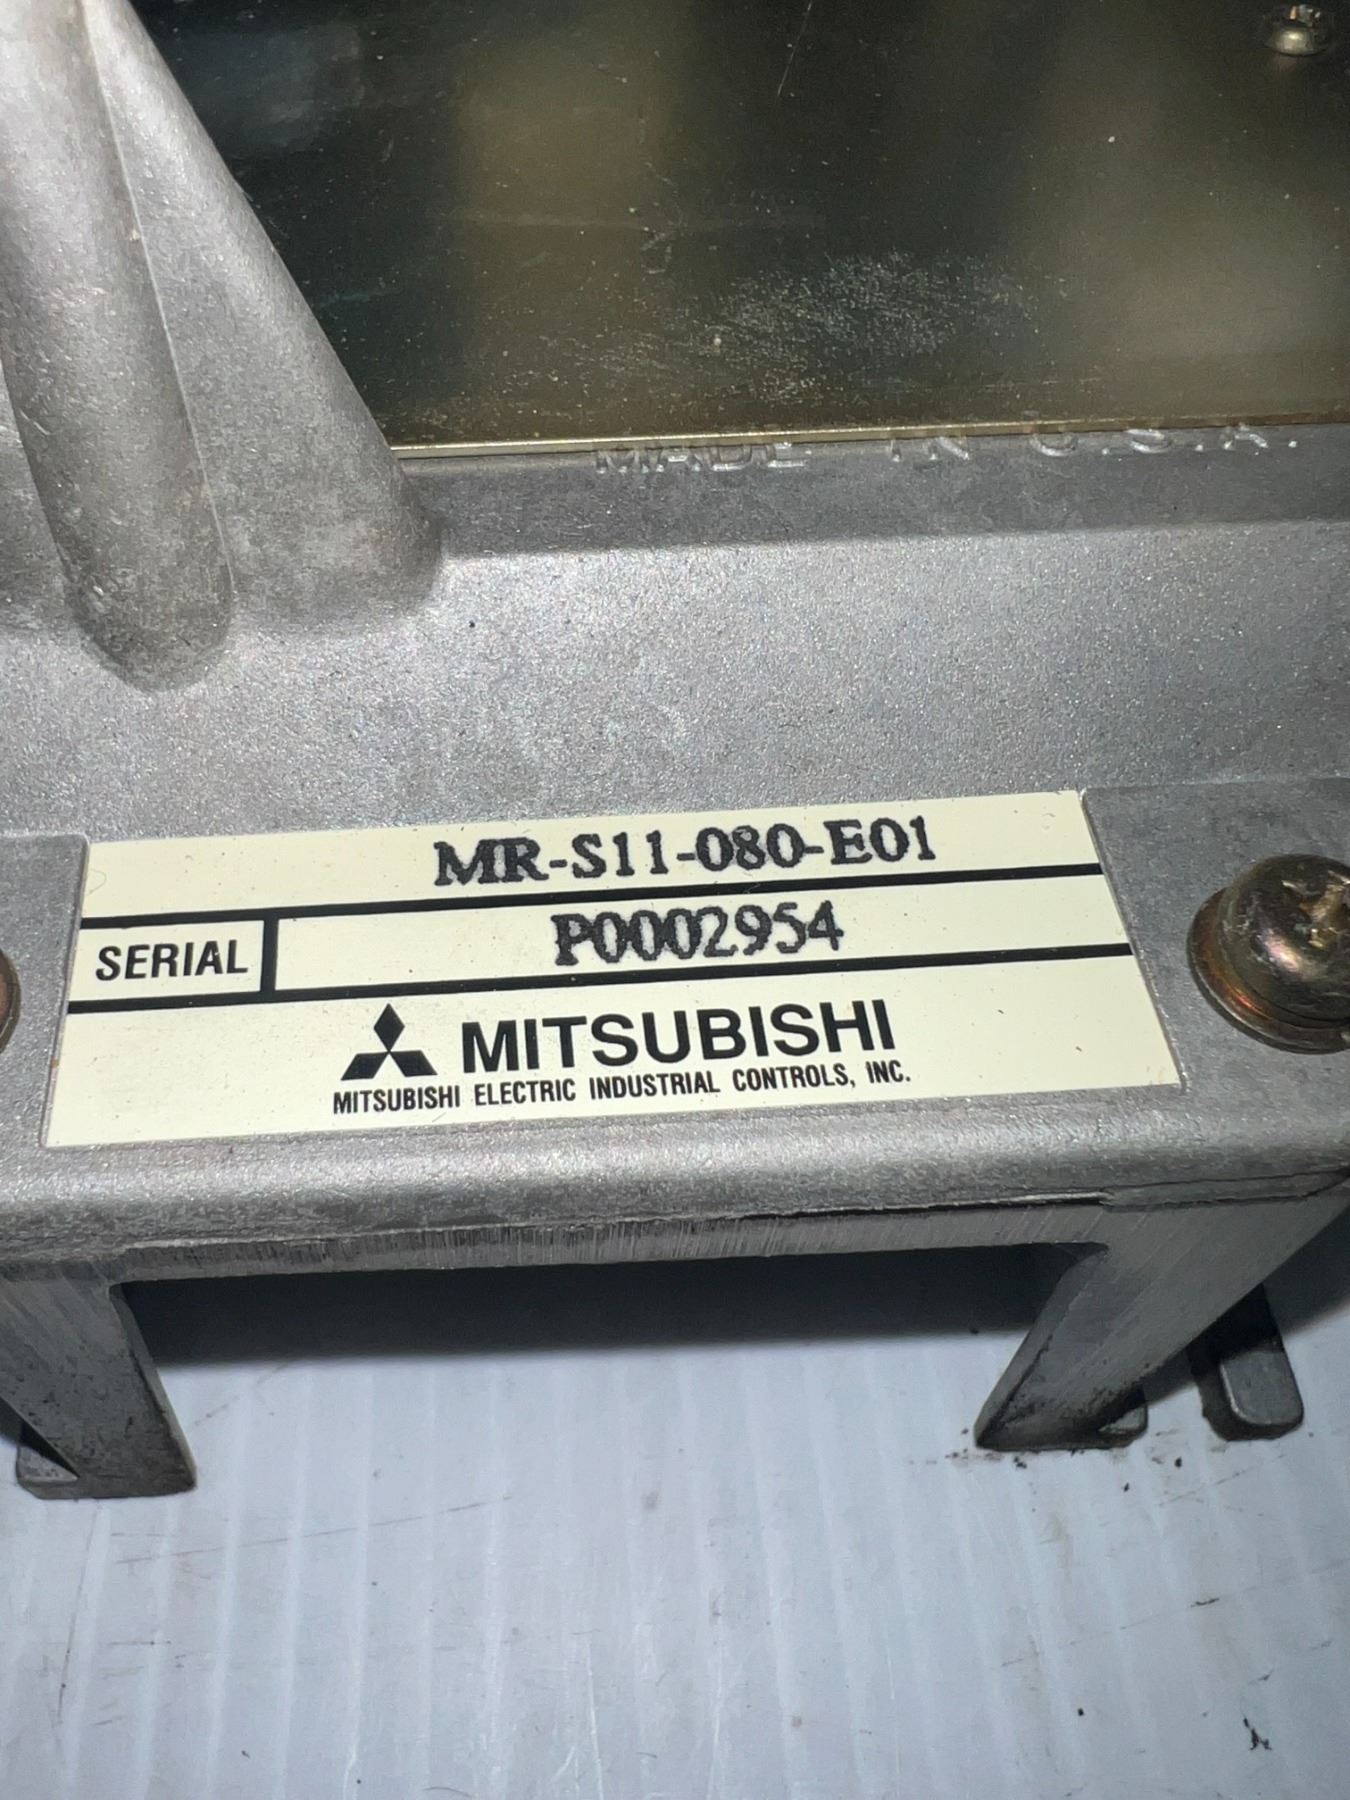 MADE IN U.S.A.
MR-S11-080-E01
SERIAL P0002954
MITSUBISHI
MITSUBISHI ELECTRIC INDUSTRIAL CONTROLS, INC.